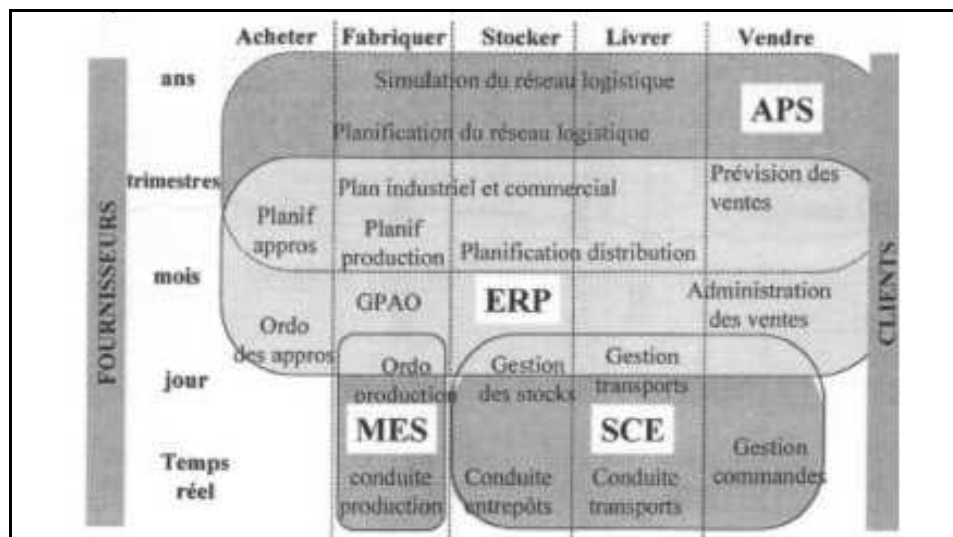 Acheter Fabriquer Stocker Livrer Vendre
ans
Simulation du réseau logistique
APS
Planification du réseau logistique
trimestres
Plan industriel et commercial
Prévision des
ventes
Planif
appros
Planif
production
Planification distribution
mois
GPAO
ERP
Administration
des ventes
Ordo
des appros
jour
Ordo
production
Gestion
des stocks
Gestion
transports
MES
SCE
Gestion
commandes
Temps
réel
conduite
production
Conduite
entrepôts
Conduite
transports
FOURNISSEURS
CLIENTS